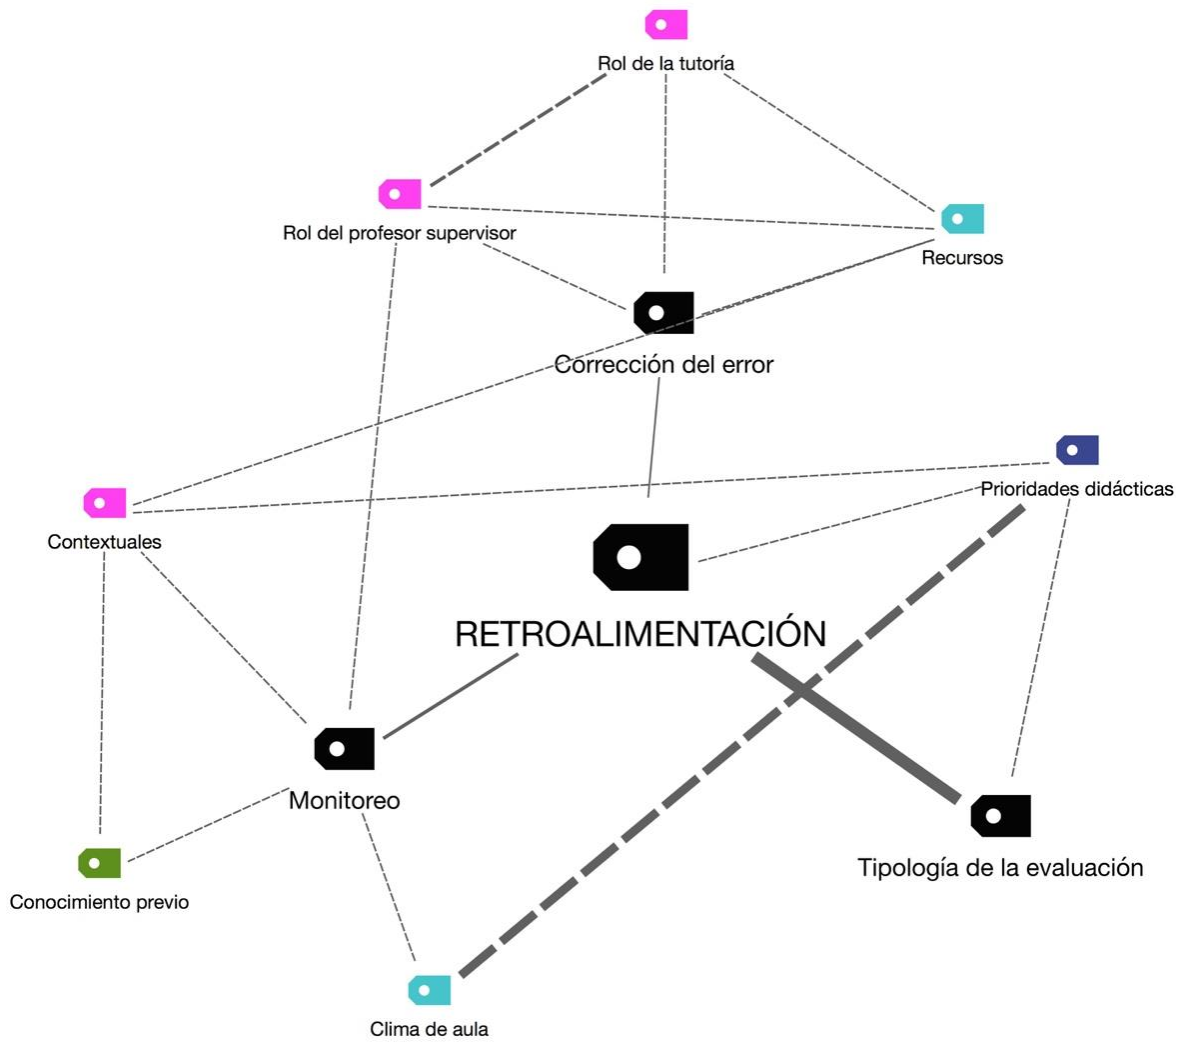 Rol de la tutoría
Rol del profesor supervisor
Recursos
Corrección del error
Prioridades didácticas
Contextuales
RETROALIMENTACIÓN
Monitoreo
Tipología de la evaluación
Conocimiento previo
Clima de aula